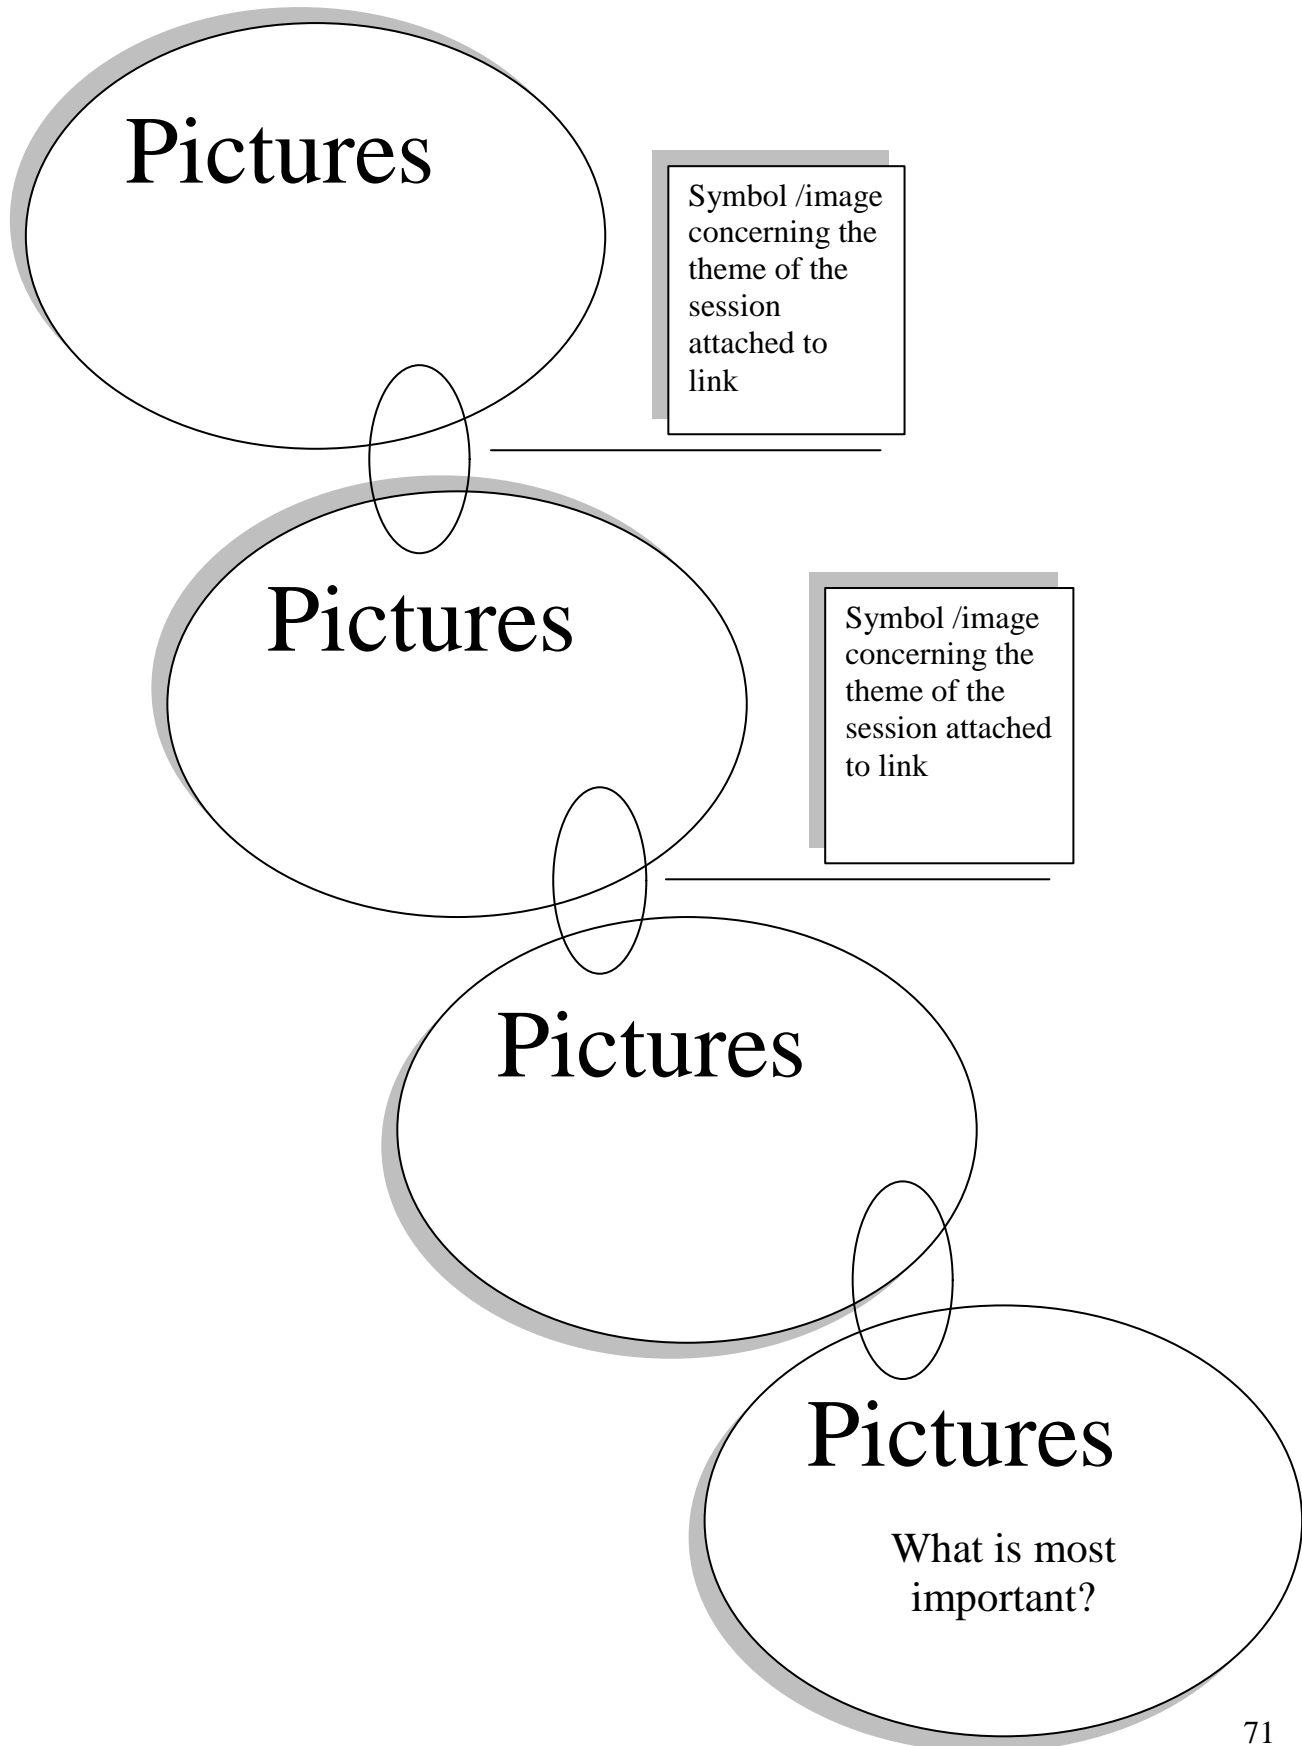 Pictures
Symbol /image
concerning the
theme of the
session
attached to
link
Pictures
Symbol /image
concerning the
theme of the
session attached
to link
Pictures
Pictures
What is most
important?
71